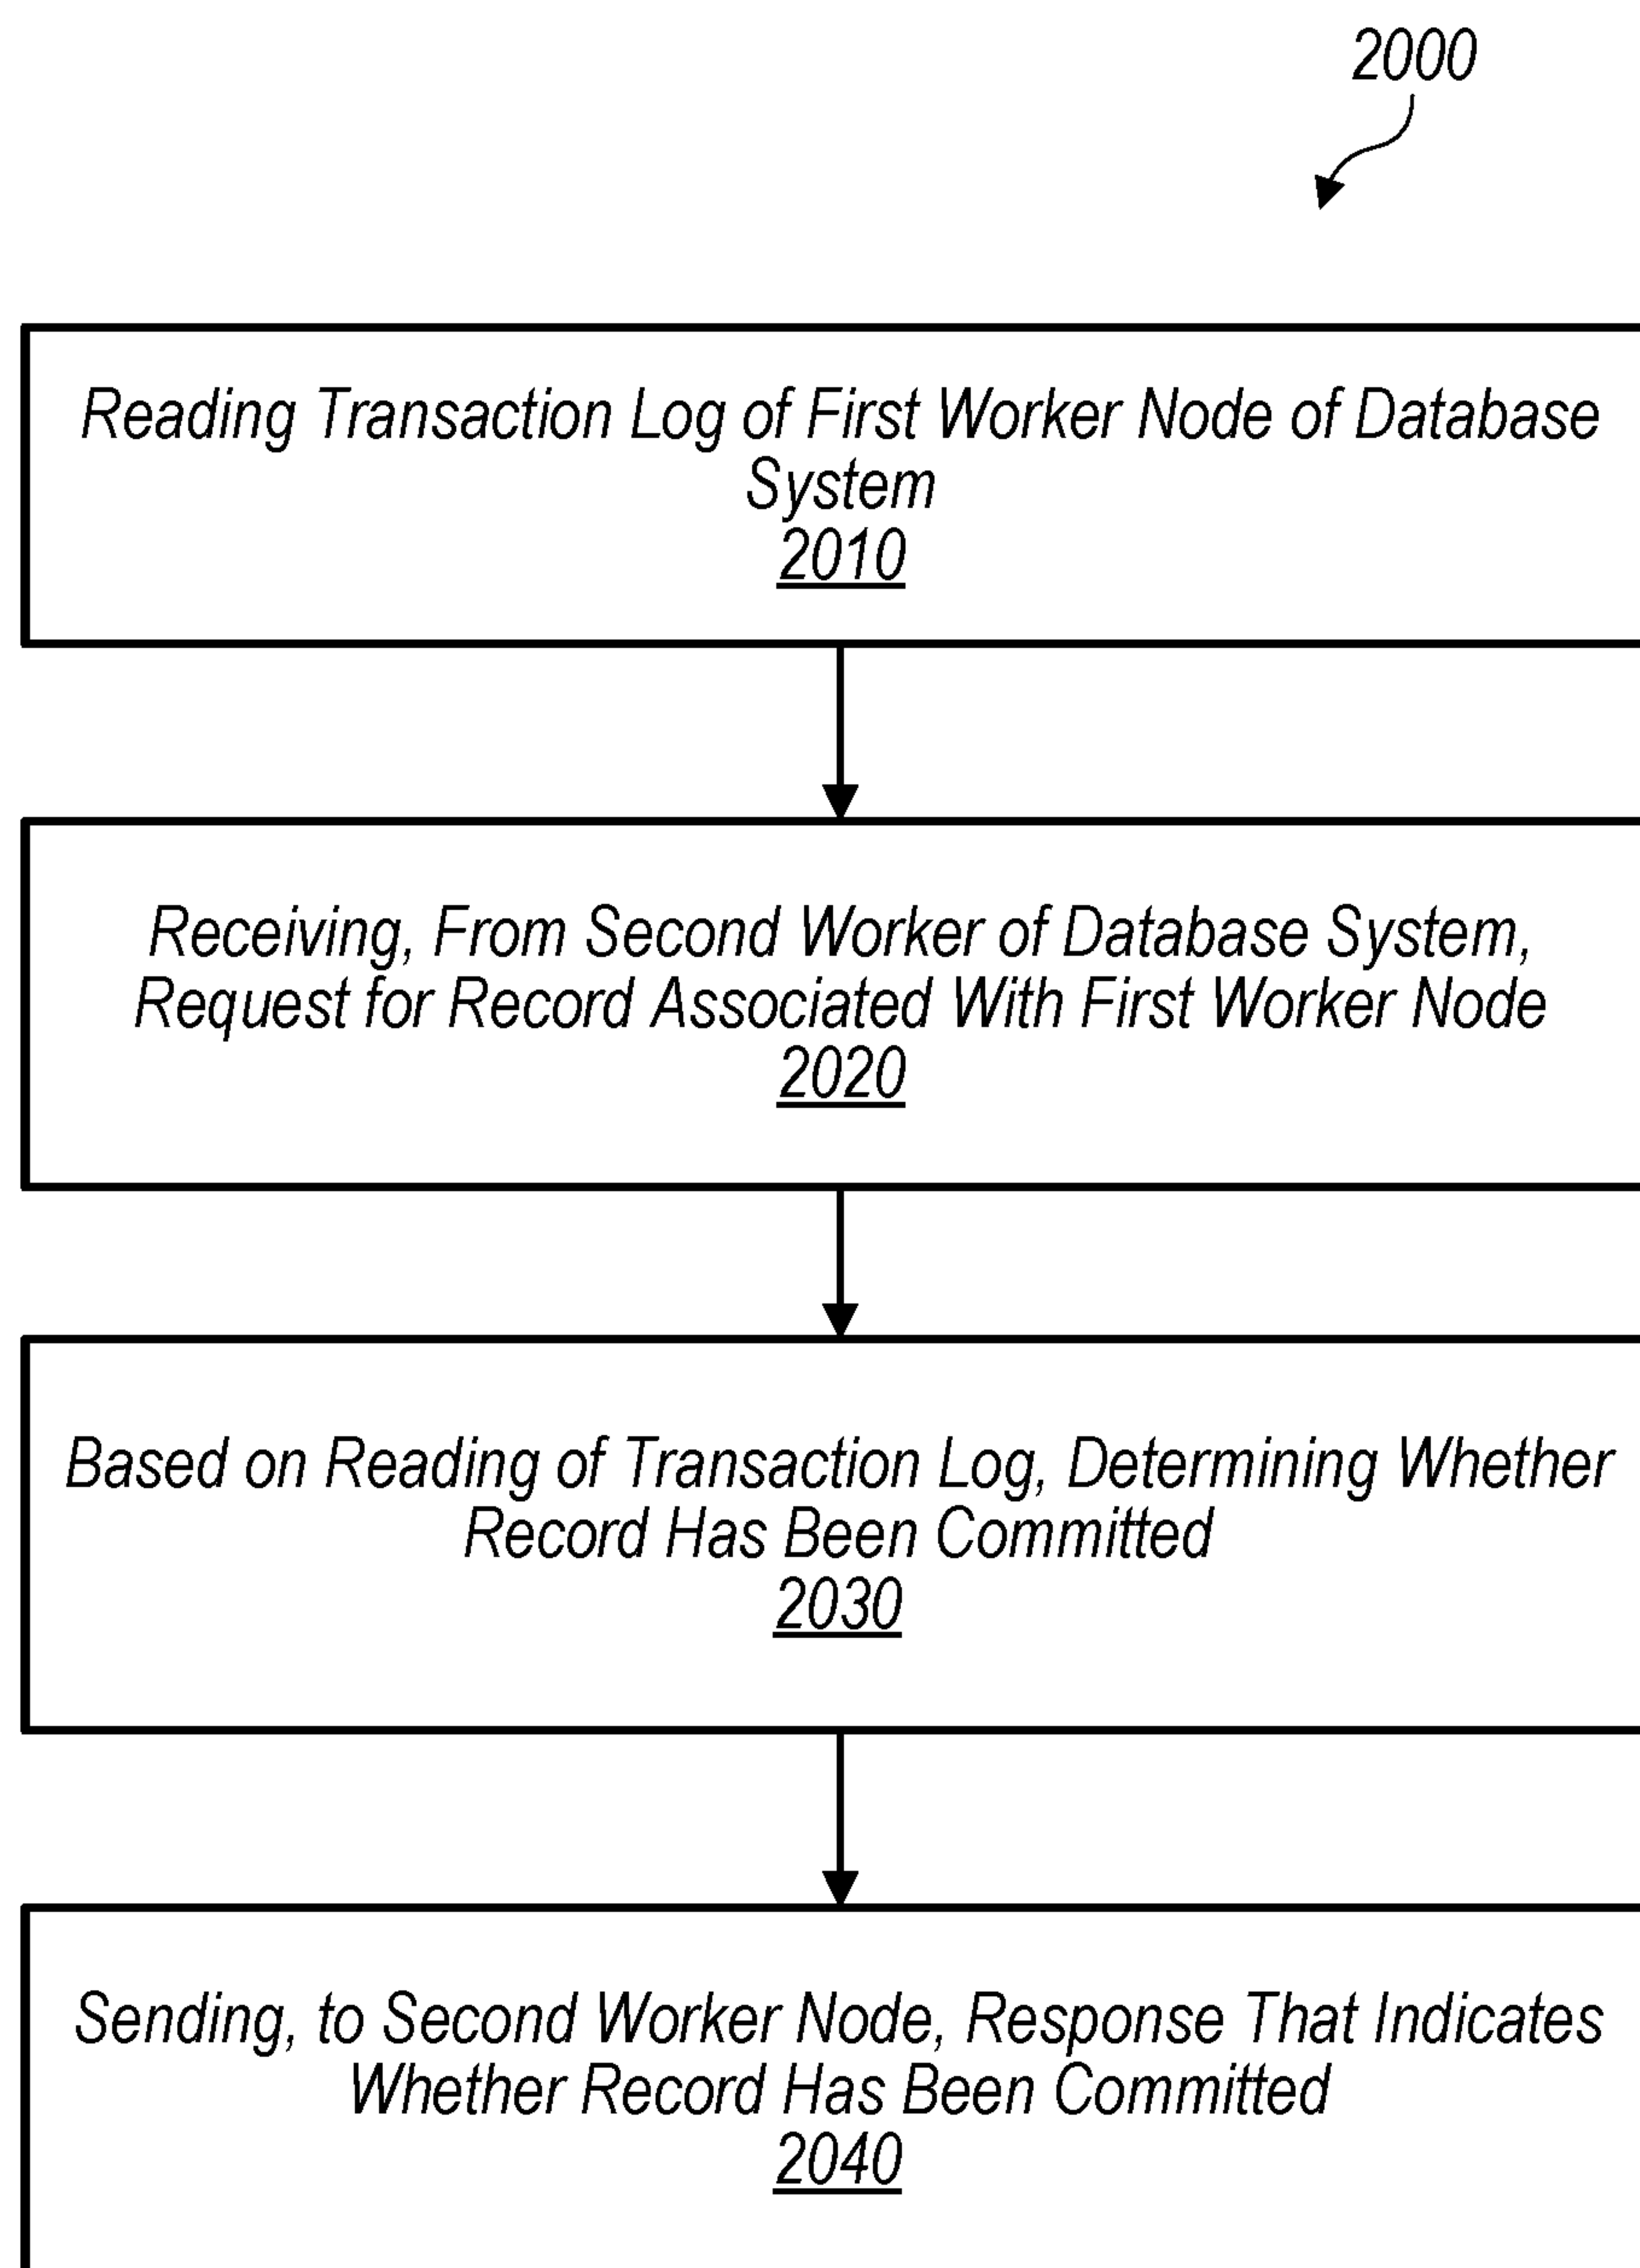 2000
Reading Transaction Log of First Worker Node of Database
System
2010
Receiving, From Second Worker of Database System,
Request for Record Associated With First Worker Node
2020
Based on Reading of Transaction Log, Determining Whether
Record Has Been Committed
2030
Sending, to Second Worker Node, Response That Indicates
Whether Record Has Been Committed
2040